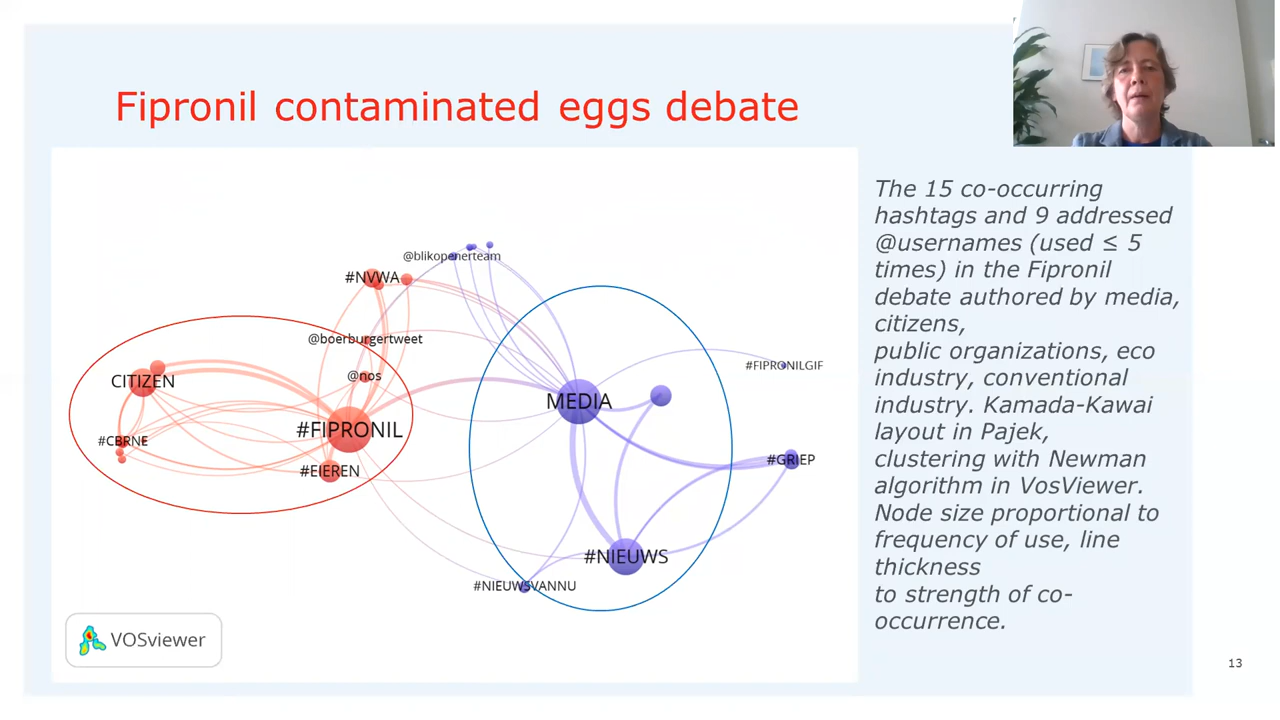 Fipronil contaminated eggs debate
The 15 co-occurring
hashtags and 9 addressed
@usernames (used ≤ 5
times) in the Fipronil
debate authored by media,
citizens,
public organizations, eco
industry, conventional
industry. Kamada-Kawai
layout in Pajek,
clustering with Newman
algorithm in VosViewer.
Node size proportional to
frequency of use, line
thickness
to strength of co-
occurrence.
@blikopenerteam
#NVWA
@boerburgertweet
#FIPRONILGIF
@nos
CITIZEN
MEDIA
#FIPRONIL
#CBRNE
#GRIEP
#EIEREN
#NIEUWS
#NIEUWSVANNU
VOSviewer
13